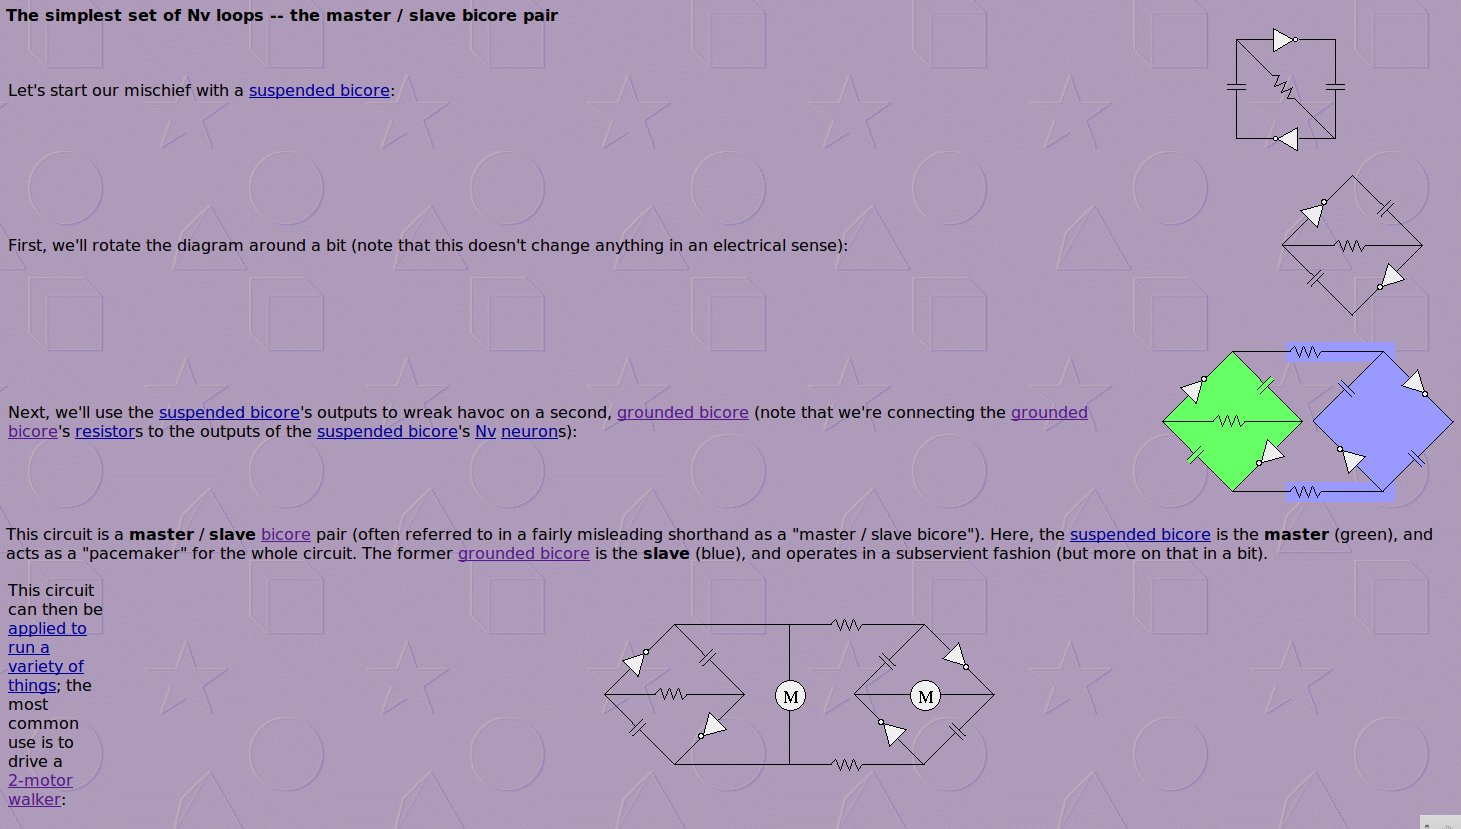 The simplest set of Nv loops -- the master / slave bicore pair
Let's start our mischief with a suspended bicore:
First, we'll rotate the diagram around a bit (note that this doesn't change anything in an electrical sense):
Next, we'll use the suspended bicore's outputs to wreak havoc on a second, grounded bicore (note that we're connecting the grounded
bicore's resistors to the outputs of the suspended bicore's Nv neurons):
This circuit is a master / slave bicore pair (often referred to in a fairly misleading shorthand as a "master / slave bicore"). Here, the suspended bicore is the master (green), and
acts as a "pacemaker" for the whole circuit. The former grounded bicore is the slave (blue), and operates in a subservient fashion (but more on that in a bit).
This circuit
can then be
applied to
run a
variety of
things; the
most
common
use is to
drive a
2-motor
walker:
M
M